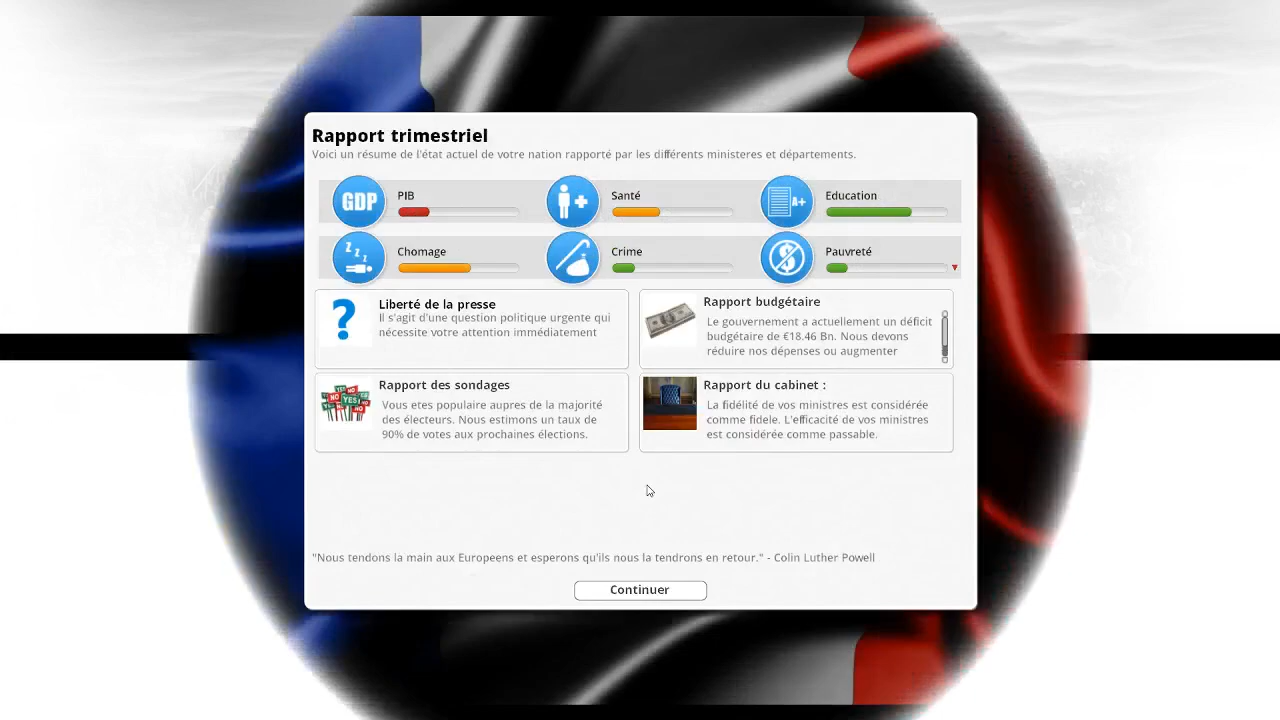 Rapport trimestriel
Voici un résume de l'état actuel de votre nation rapporté par les différents ministeres et départements.
GDP
PIB
Santé
A+
Education
Z Z Z
Chomage
Crime
$
Pauvreté
?
Liberté de la presse
Il s'agit d'une question politique urgente qui
nécessite votre attention immédiatement
Rapport budgétaire
Le gouvernement a actuellement un déficit
budgétaire de €18.46 Bn. Nous devons
réduire nos dépenses ou augmenter
Rapport des sondages
Vous etes populaire aupres de la majorité
des électeurs. Nous estimons un taux de
90% de votes aux prochaines élections.
Rapport du cabinet :
La fidélité de vos ministres est considérée
comme fidele. L'efficacité de vos ministres
est considérée comme passable.
"Nous tendons la main aux Europeens et esperons qu'ils nous la tendrons en retour." - Colin Luther Powell
Continuer